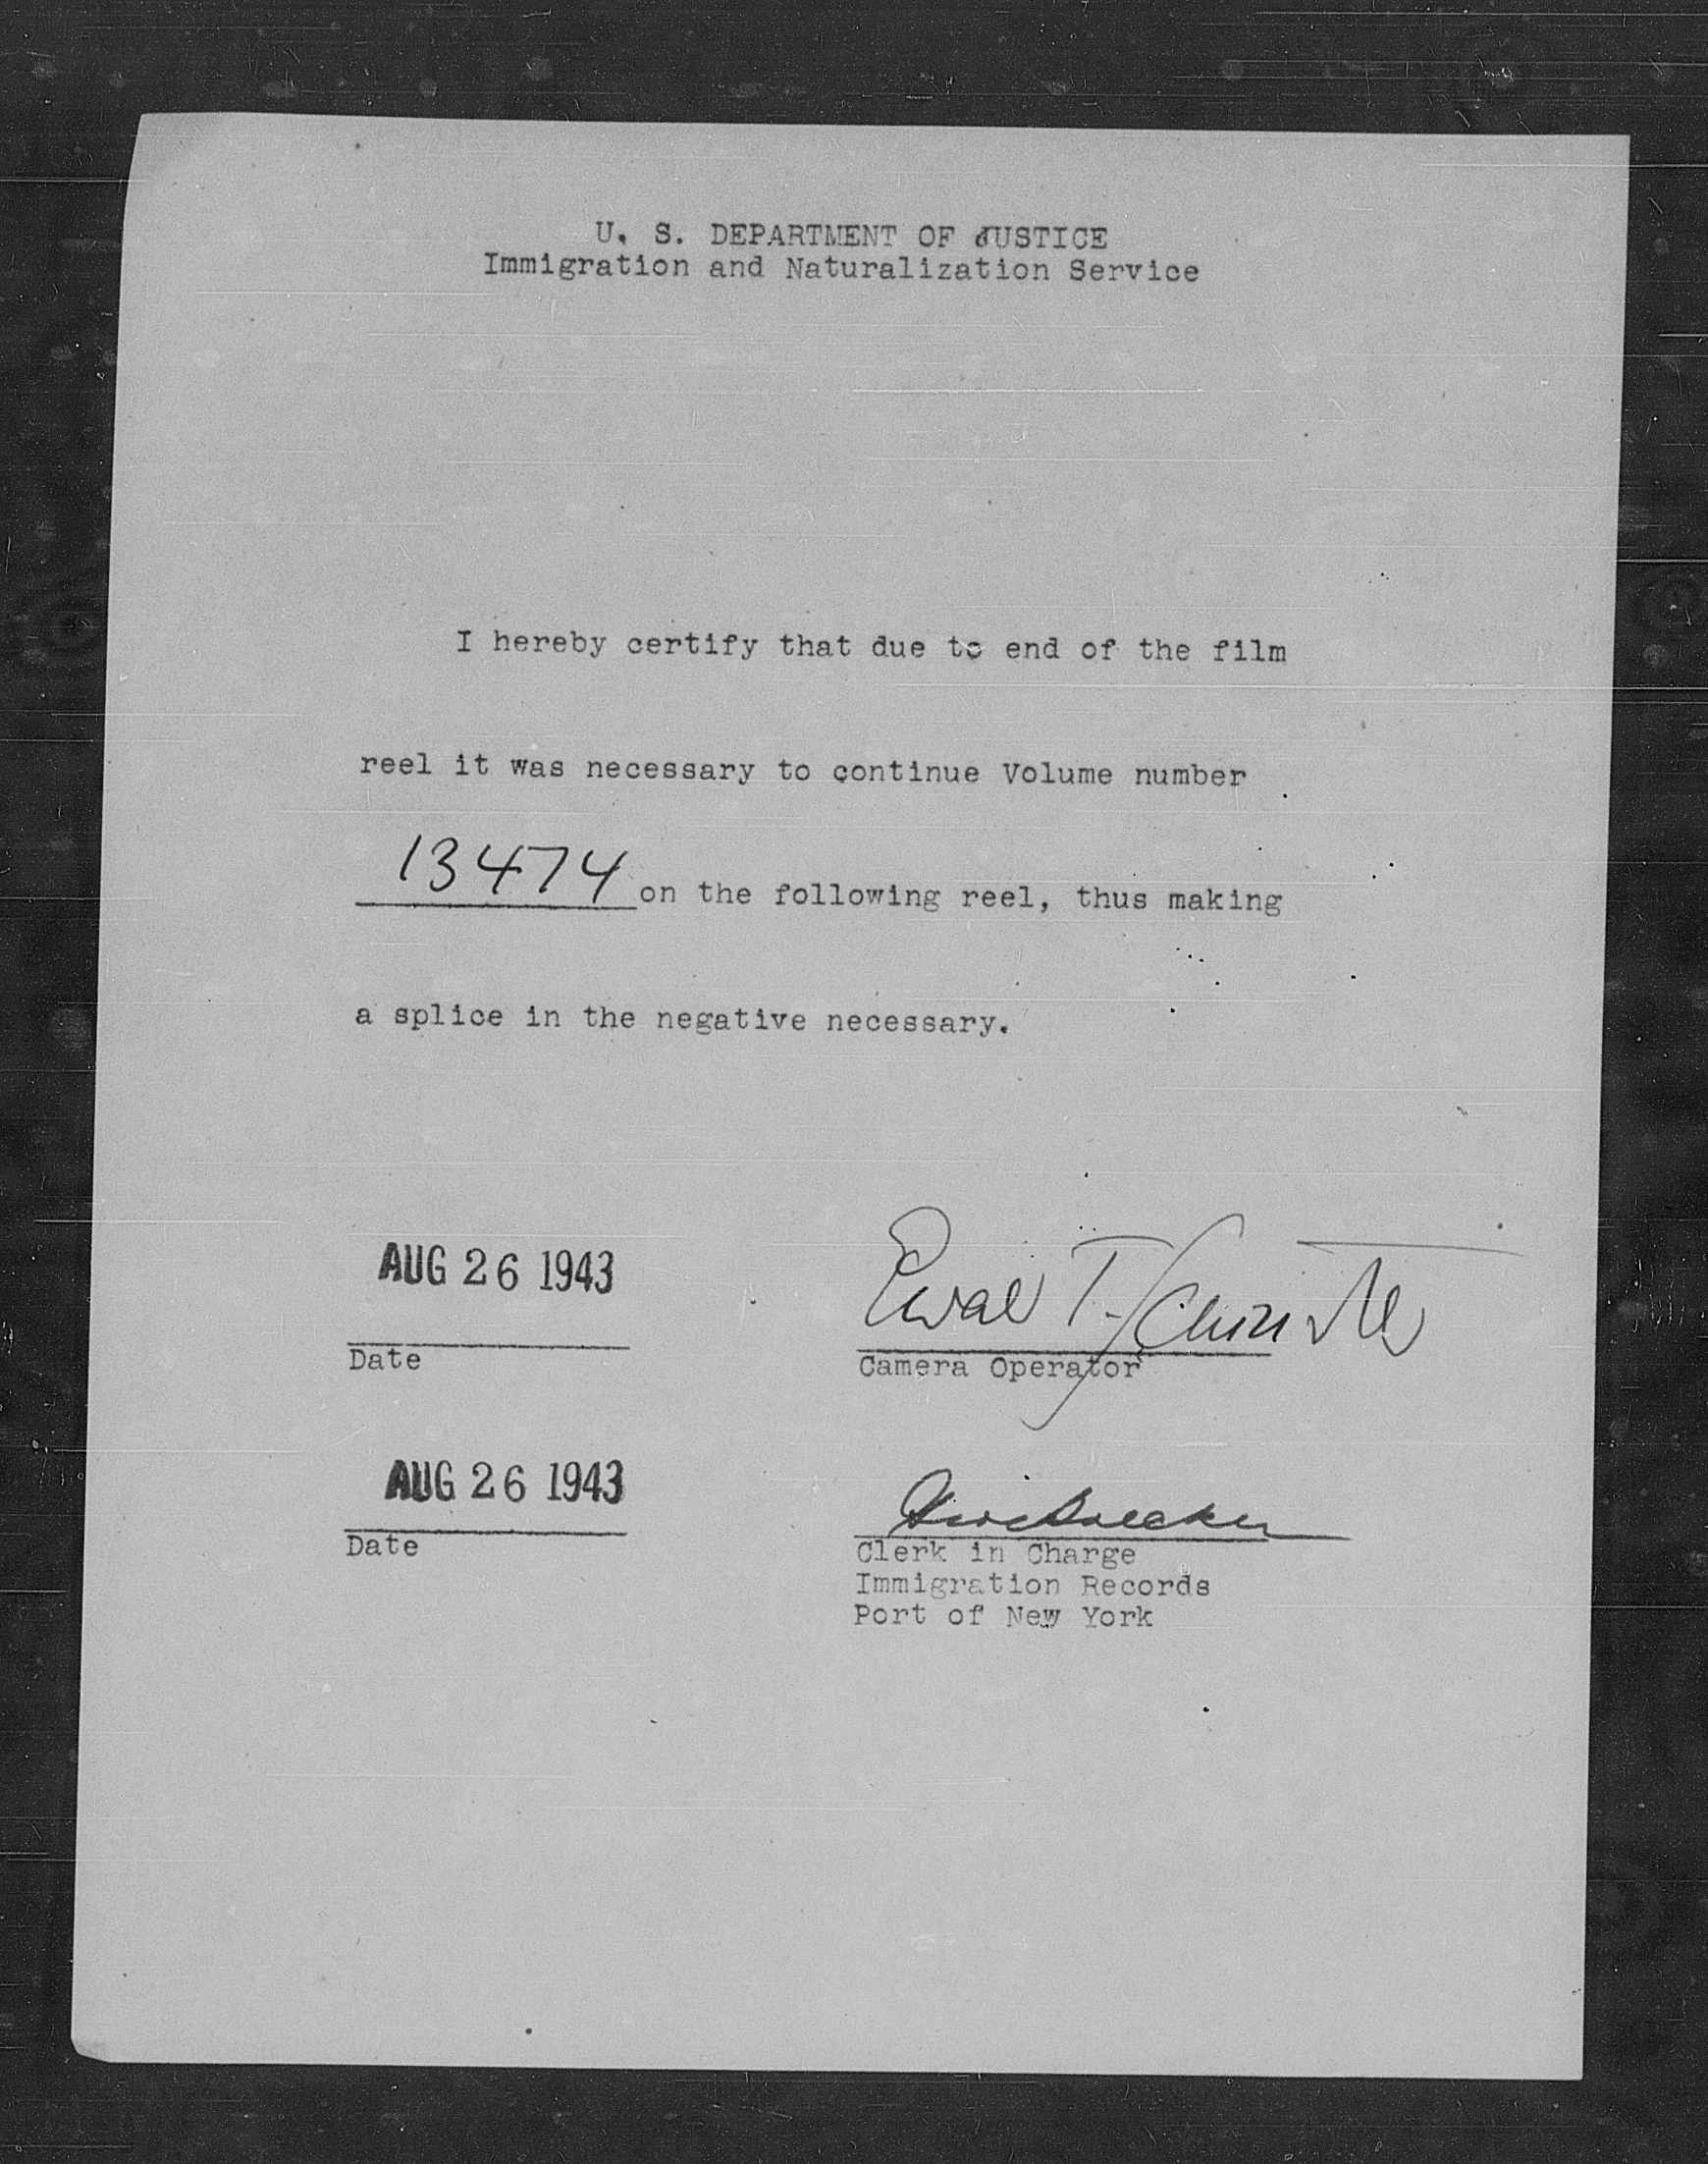 U. S. DEPARTMENT OF JUSTICE
Immigration and Naturalization Service
I hereby certify that due to end of the film
reel it was necessary to continue Volume number
13474 on the following reel, thus making
a splice in the negative necessary.
AUG 26 1943
Date
Ewal T.
Camera Operator
AUG 26 1943
Date
Clerk in Charge
Immigration Records
Port of New York